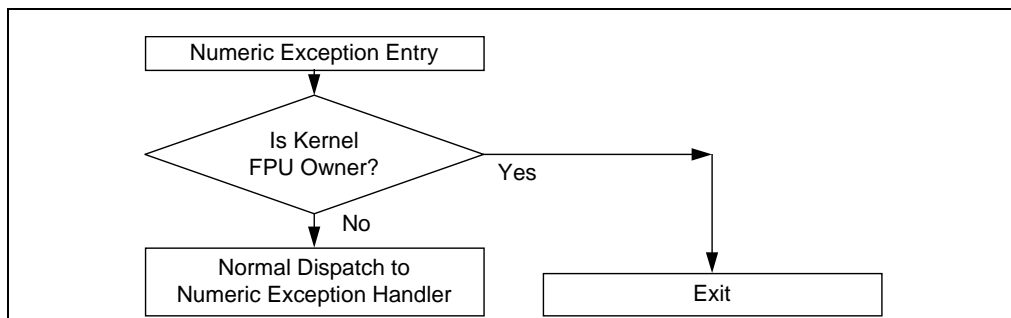 Numeric Exception Entry
Is Kernel
FPU Owner?
Yes
No
Normal Dispatch to
Numeric Exception Handler
Exit